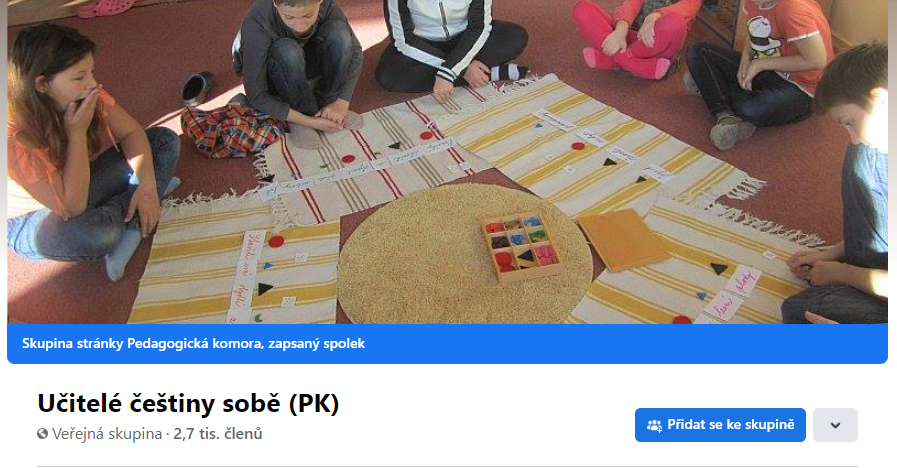 Skupina stránky Pedagogická komora, zapsaný spolek
Učitelé češtiny sobě (PK)
Veřejná skupina · 2,7 tis. členů
Přidat se ke skupině